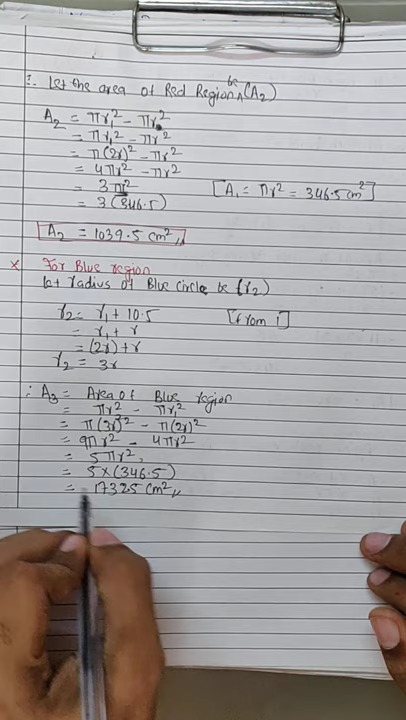 ∴ Let the area of Red Region be (A₂)
A₂ = πr₁² - πr²
= πr₁² - πr²
= π(2r)² - πr²
= 4πr² - πr²
= 3πr² [A₁ = πr² = 346.5 cm²]
= 3(346.5)
A₂ = 1039.5 cm²
× For Blue region
let radius of Blue circle be (r₂)
r₂ = r₁ + 10.5 [from i]
= r₁ + r
= (2r) + r
r₂ = 3r
∴ A₃ = Area of Blue region
= πr₂² - πr₁²
= π(3r)² - π(2r)²
= 9πr² - 4πr²
= 5πr²
= 5 × (346.5)
= 1732.5 cm²